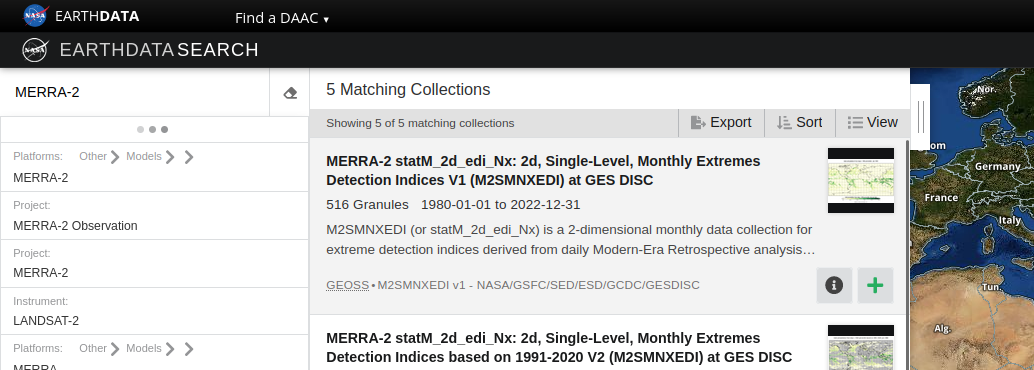 NASA EARTHDATA Find a DAAC ▾
NASA EARTHDATA SEARCH
MERRA-2
5 Matching Collections
Showing 5 of 5 matching collections Export Sort View
Platforms: Other Models
MERRA-2
Project:
MERRA-2 Observation
Project:
MERRA-2
Instrument:
LANDSAT-2
Platforms: Other Models
MERRA
MERRA-2 statM_2d_edi_Nx: 2d, Single-Level, Monthly Extremes
Detection Indices V1 (M2SMNXEDI) at GES DISC
516 Granules 1980-01-01 to 2022-12-31
M2SMNXEDI (or statM_2d_edi_Nx) is a 2-dimensional monthly data collection for
extreme detection indices derived from daily Modern-Era Retrospective analysis…
GEOSS • M2SMNXEDI v1 - NASA/GSFC/SED/ESD/GCDC/GESDISC
MERRA-2 statM_2d_edi_Nx: 2d, Single-Level, Monthly Extremes
Detection Indices based on 1991-2020 V2 (M2SMNXEDI) at GES DISC
Nor.
om
Germany
France
Italy
Tun.
Alg.